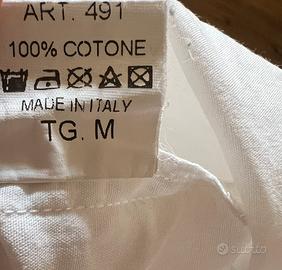 ART. 491
100% COTONE
MADE IN ITALY
TG. M
subito